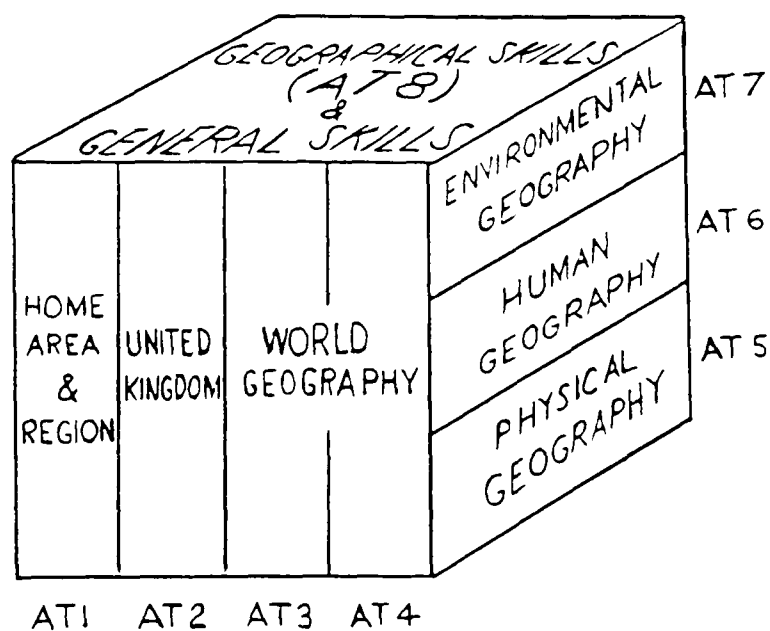 GEOGRAPHICAL SKILLS
(AT8)
&
GENERAL SKILLS
ENVIRONMENTAL
GEOGRAPHY
AT 7
HUMAN
GEOGRAPHY
AT 6
PHYSICAL
GEOGRAPHY
AT 5
HOME
AREA
&
REGION
UNITED
KINGDOM
WORLD
GEOGRAPHY
AT1 AT2 AT3 AT4